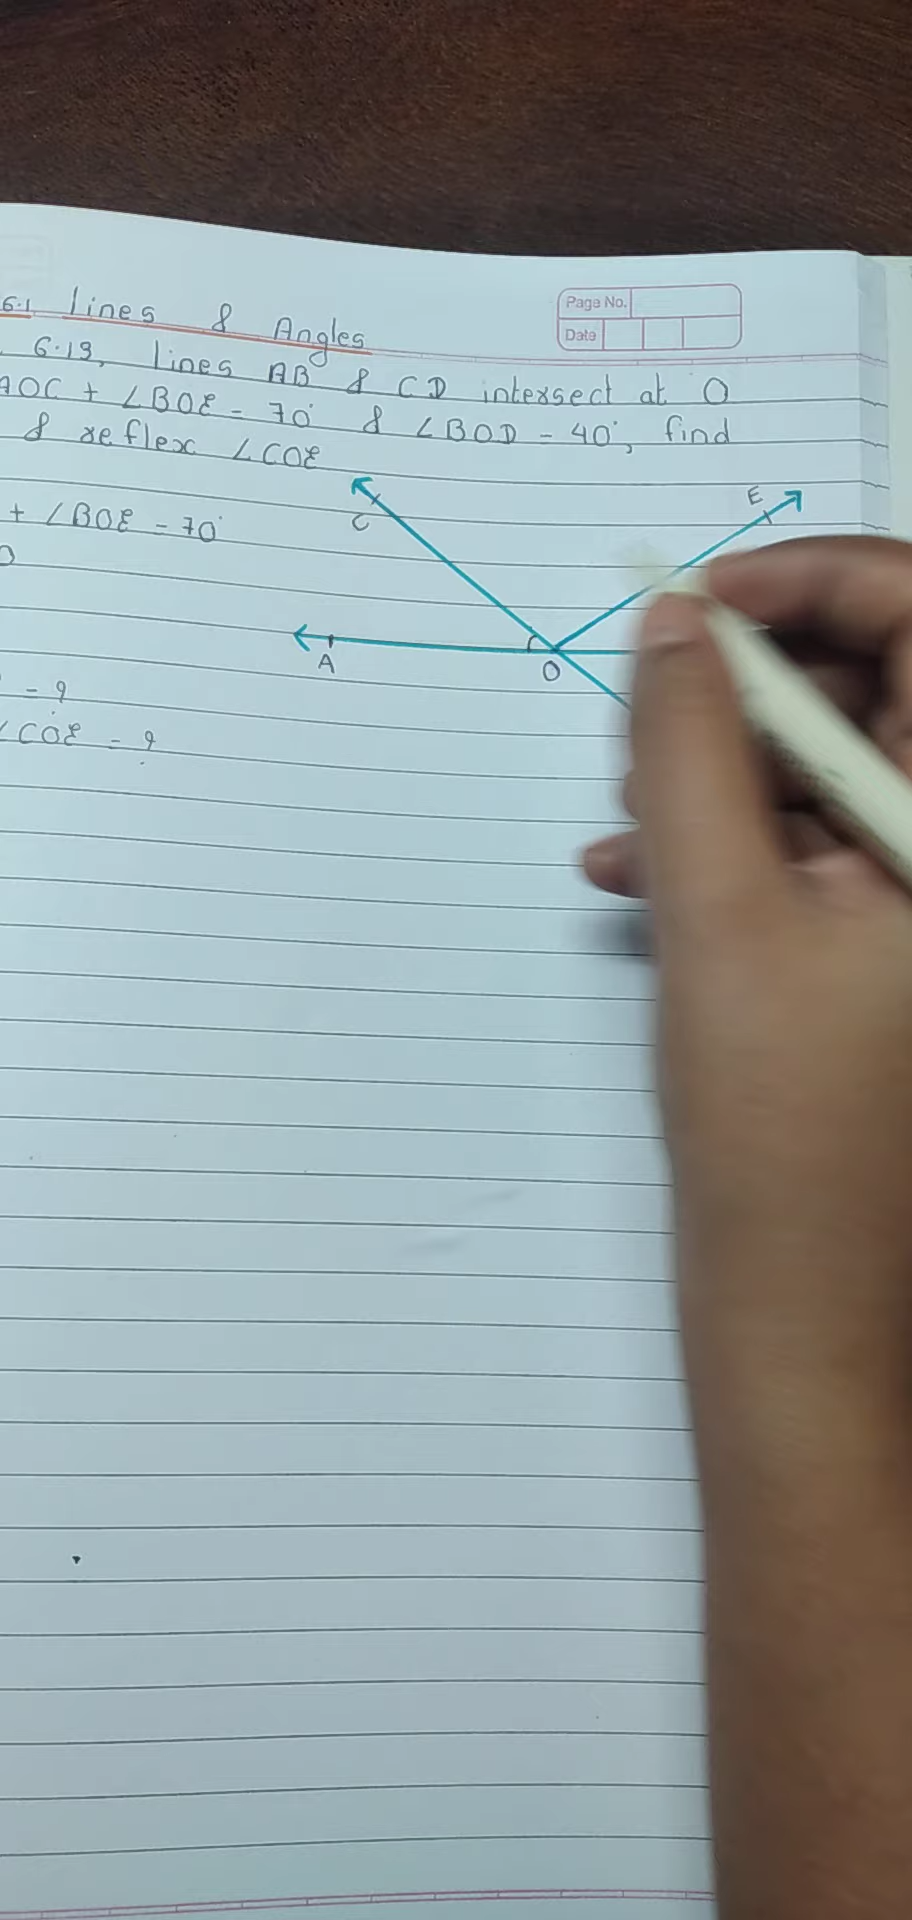 6.1 Lines & Angles
Page No.
Date
6.19, lines AB & CD intersect at O
AOC + ∠BOE = 70° & ∠BOD = 40°, find
& reflex ∠COE
+ ∠BOE = 70°
C
E
A
O
= ?
∠COE = ?